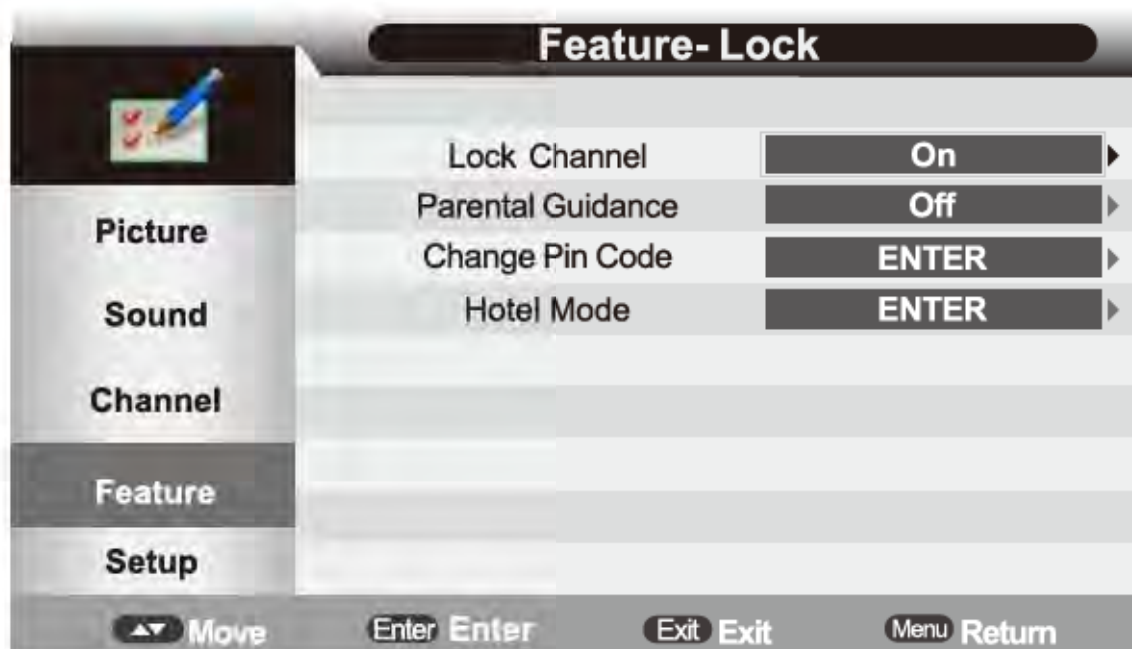 Feature- Lock
Lock Channel On
Parental Guidance Off
Change Pin Code ENTER
Hotel Mode ENTER
Picture
Sound
Channel
Feature
Setup
Move Enter Enter Exit Exit Menu Return